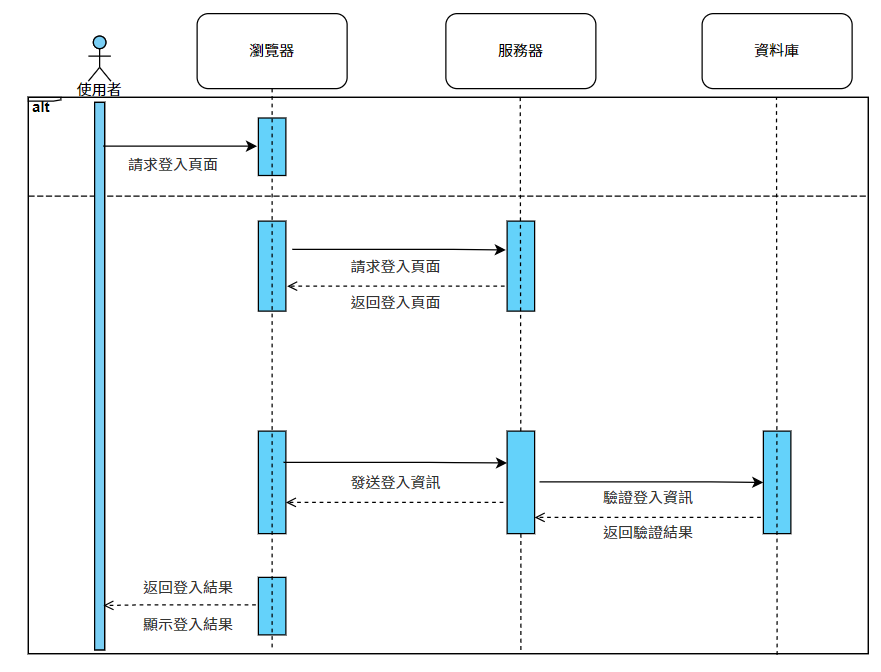 瀏覽器
服務器
資料庫
使用者
alt
請求登入頁面
請求登入頁面
返回登入頁面
發送登入資訊
驗證登入資訊
返回驗證結果
返回登入結果
顯示登入結果